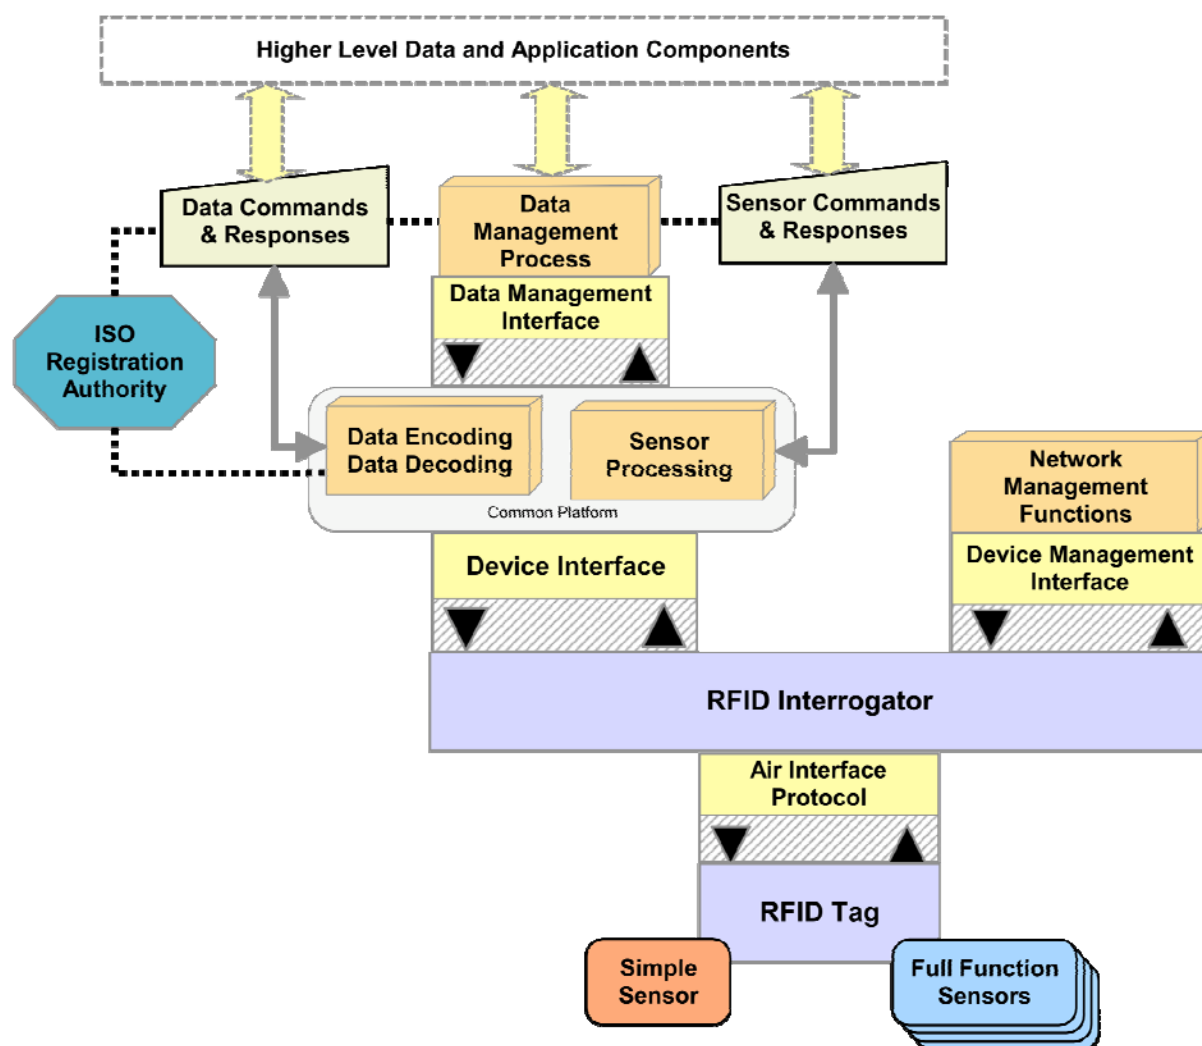 Higher Level Data and Application Components
Data Commands
& Responses
Data
Management
Process
Sensor Commands
& Responses
Data Management
Interface
ISO
Registration
Authority
Data Encoding
Data Decoding
Sensor
Processing
Common Platform
Network
Management
Functions
Device Interface
Device Management
Interface
RFID Interrogator
Air Interface
Protocol
RFID Tag
Simple
Sensor
Full Function
Sensors